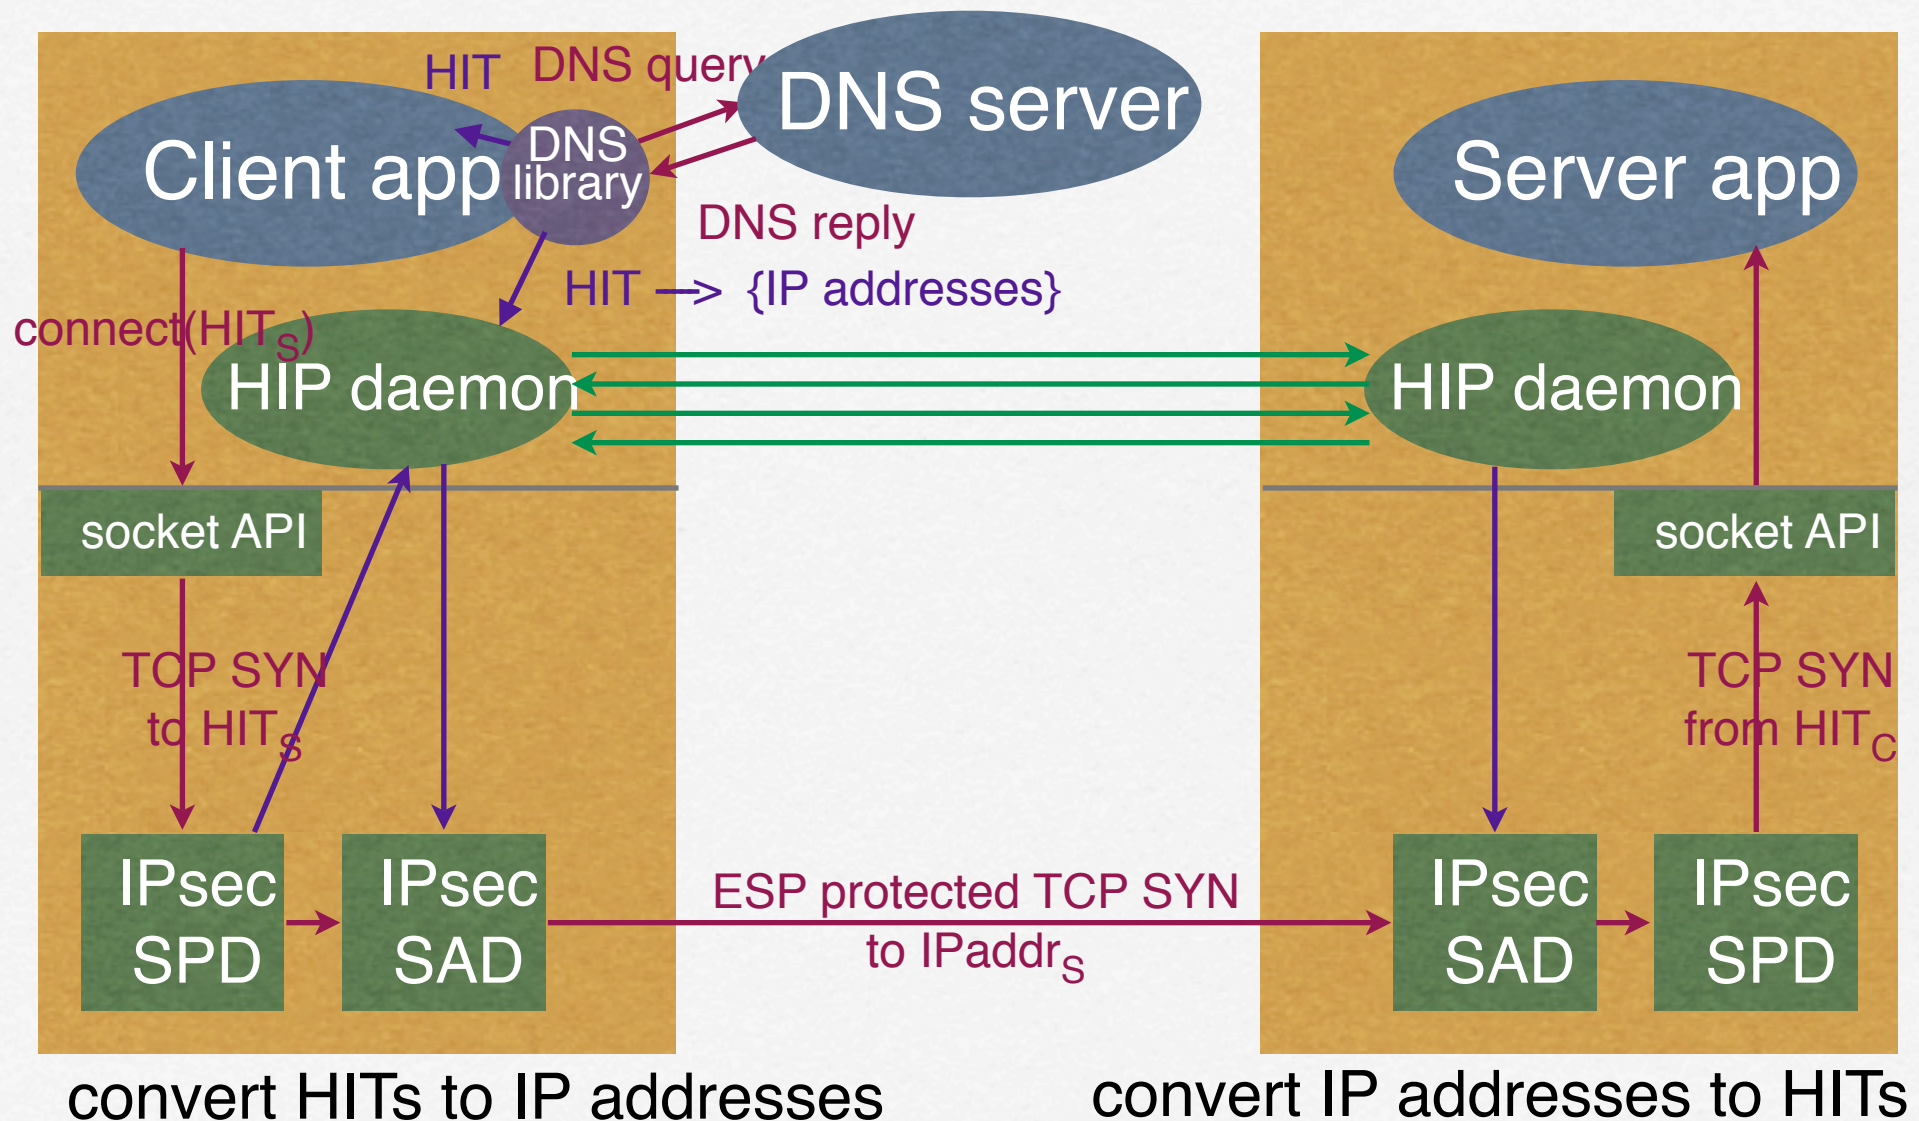 HIT
DNS query
DNS server
Client app
DNS
library
Server app
DNS reply
HIT —> {IP addresses}
connect(HITS)
HIP daemon
HIP daemon
socket API
socket API
TCP SYN
to HITS
TCP SYN
from HITC
IPsec
SPD
IPsec
SAD
ESP protected TCP SYN
to IPaddrS
IPsec
SAD
IPsec
SPD
convert HITs to IP addresses
convert IP addresses to HITs